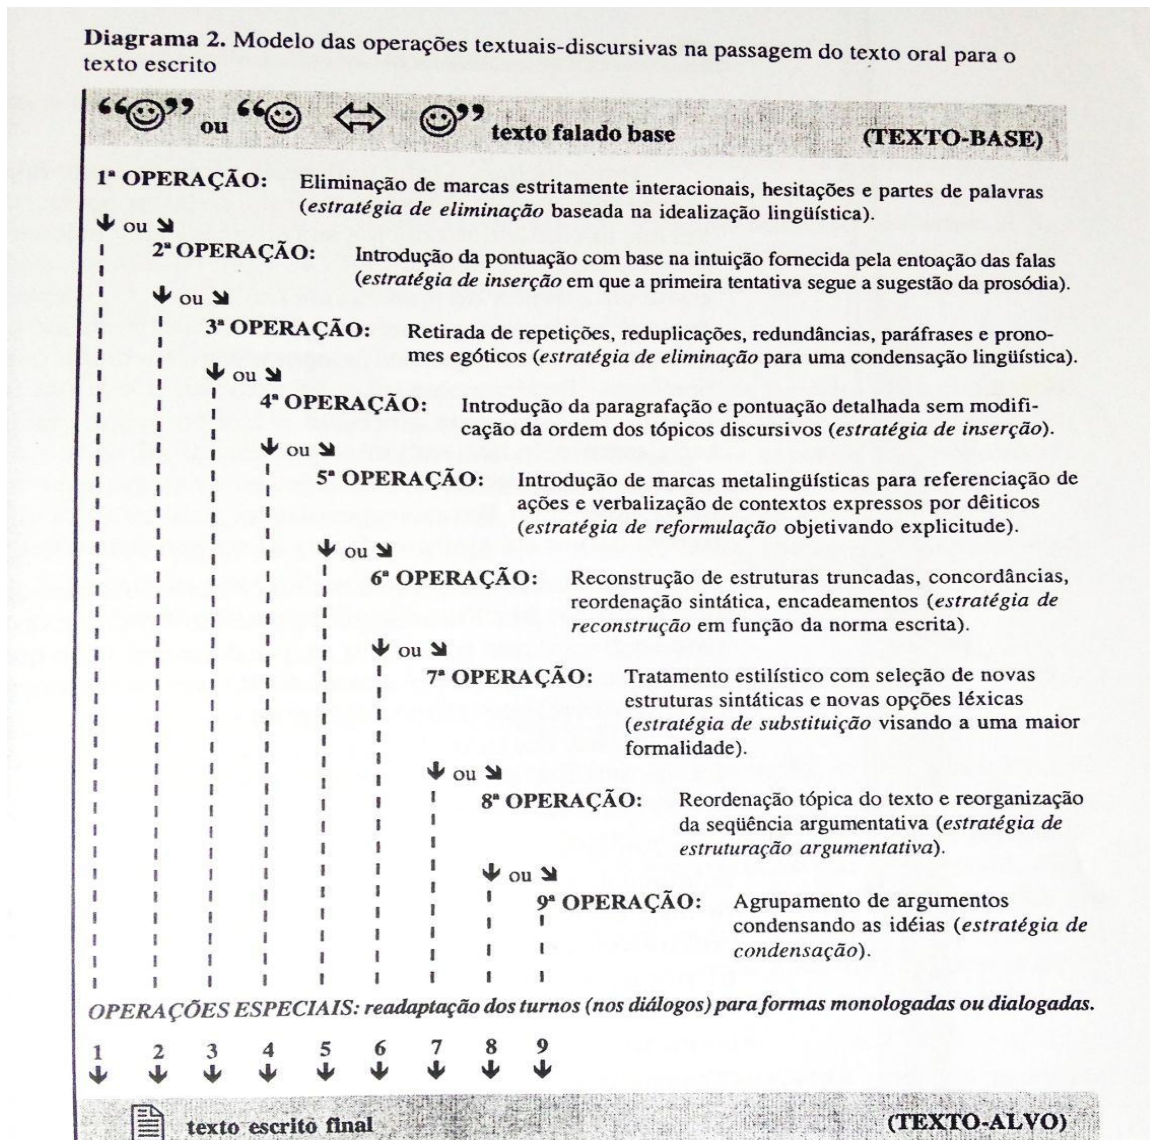 Diagrama 2. Modelo das operações textuais-discursivas na passagem do texto oral para o
texto escrito
“ ” ou “ ” texto falado base (TEXTO-BASE)
1ª OPERAÇÃO: Eliminação de marcas estritamente interacionais, hesitações e partes de palavras
(estratégia de eliminação baseada na idealização lingüística).
ou
2ª OPERAÇÃO: Introdução da pontuação com base na intuição fornecida pela entoação das falas
(estratégia de inserção em que a primeira tentativa segue a sugestão da prosódia).
ou
3ª OPERAÇÃO: Retirada de repetições, reduplicações, redundâncias, paráfrases e prono-
mes egóticos (estratégia de eliminação para uma condensação lingüística).
ou
4ª OPERAÇÃO: Introdução da paragrafação e pontuação detalhada sem modifi-
cação da ordem dos tópicos discursivos (estratégia de inserção).
ou
5ª OPERAÇÃO: Introdução de marcas metalingüísticas para referenciação de
ações e verbalização de contextos expressos por dêiticos
(estratégia de reformulação objetivando explicitude).
ou
6ª OPERAÇÃO: Reconstrução de estruturas truncadas, concordâncias,
reordenação sintática, encadeamentos (estratégia de
reconstrução em função da norma escrita).
ou
7ª OPERAÇÃO: Tratamento estilístico com seleção de novas
estruturas sintáticas e novas opções léxicas
(estratégia de substituição visando a uma maior
formalidade).
ou
8ª OPERAÇÃO: Reordenação tópica do texto e reorganização
da seqüência argumentativa (estratégia de
estruturação argumentativa).
ou
9ª OPERAÇÃO: Agrupamento de argumentos
condensando as idéias (estratégia de
condensação).
OPERAÇÕES ESPECIAIS: readaptação dos turnos (nos diálogos) para formas monologadas ou dialogadas.
1 2 3 4 5 6 7 8 9
texto escrito final (TEXTO-ALVO)